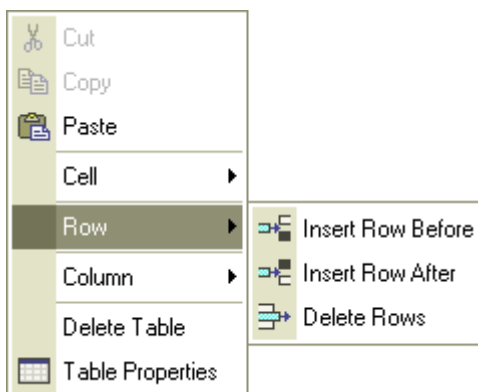 Cut
Copy
Paste
Cell
Row
Insert Row Before
Insert Row After
Column
Delete Rows
Delete Table
Table Properties